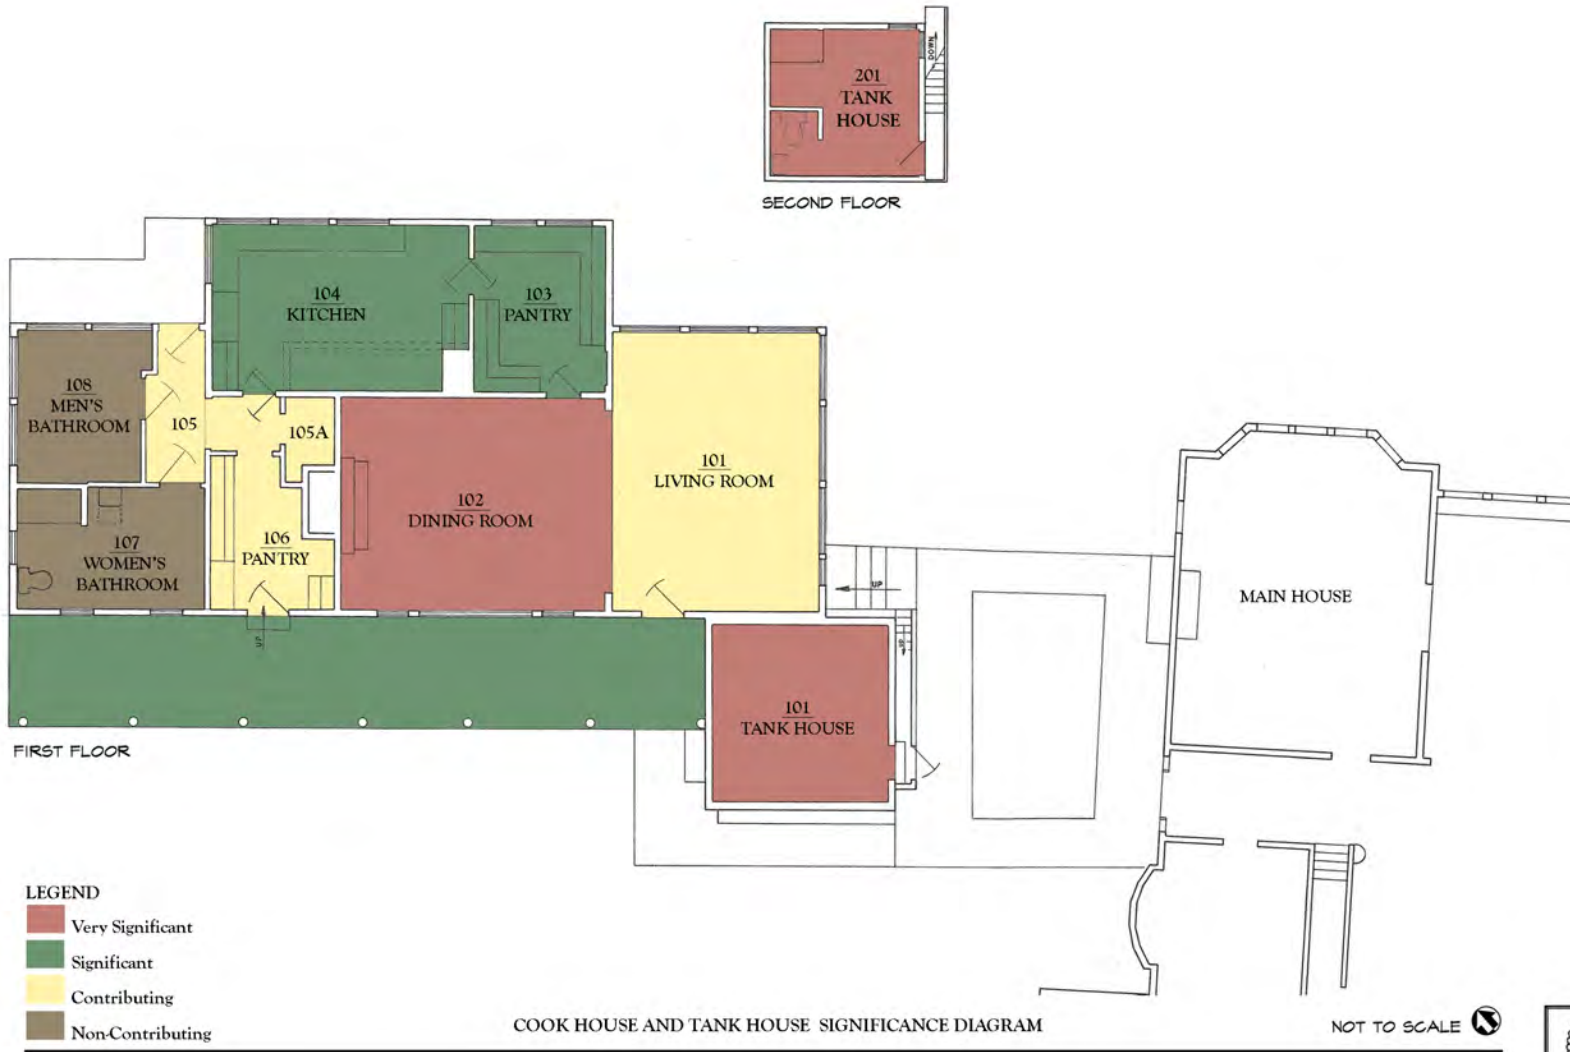 DOWN
201
TANK
HOUSE
SECOND FLOOR
104
KITCHEN
103
PANTRY
108
MEN'S
BATHROOM
105
105A
101
LIVING ROOM
102
DINING ROOM
106
PANTRY
107
WOMEN'S
BATHROOM
UP
MAIN HOUSE
UP
UP
101
TANK HOUSE
FIRST FLOOR
LEGEND
Very Significant
Significant
Contributing
Non-Contributing
COOK HOUSE AND TANK HOUSE SIGNIFICANCE DIAGRAM
NOT TO SCALE